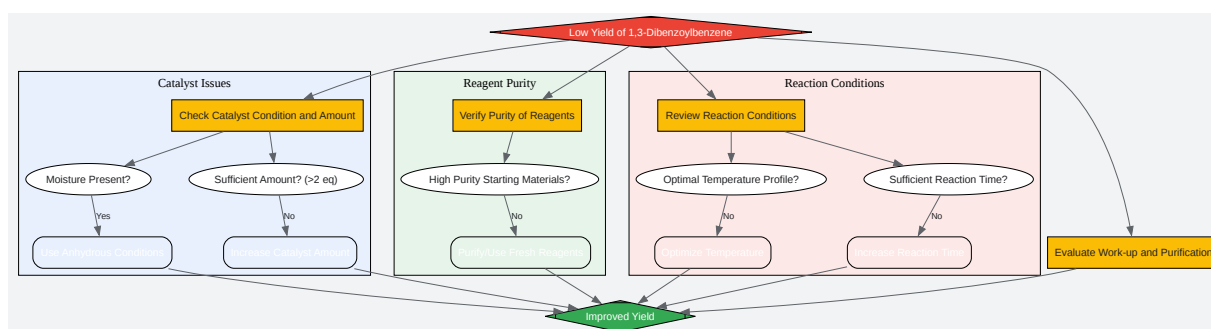 Low Yield of 1,3-Dibenzoylbenzene
Catalyst Issues
Reagent Purity
Reaction Conditions
Check Catalyst Condition and Amount
Verify Purity of Reagents
Review Reaction Conditions
Moisture Present?
Sufficient Amount? (>2 eq)
High Purity Starting Materials?
Optimal Temperature Profile?
Sufficient Reaction Time?
Yes
No
No
No
No
Use Anhydrous Conditions
Increase Catalyst Amount
Purify/Use Fresh Reagents
Optimize Temperature
Increase Reaction Time
Evaluate Work-up and Purification
Improved Yield